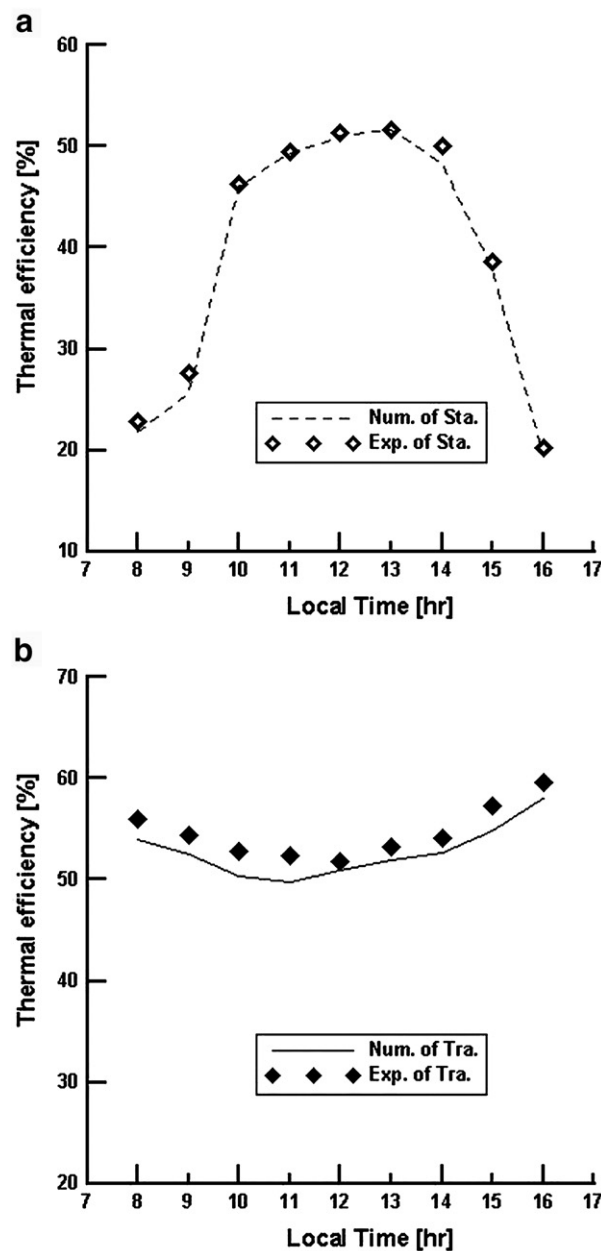 a
60
50
40
30
20
10
Thermal efficiency [%]
Num. of Sta.
Exp. of Sta.
7 8 9 10 11 12 13 14 15 16 17
Local Time [hr]
b
70
60
50
40
30
20
Thermal efficiency [%]
Num. of Tra.
Exp. of Tra.
7 8 9 10 11 12 13 14 15 16 17
Local Time [hr]